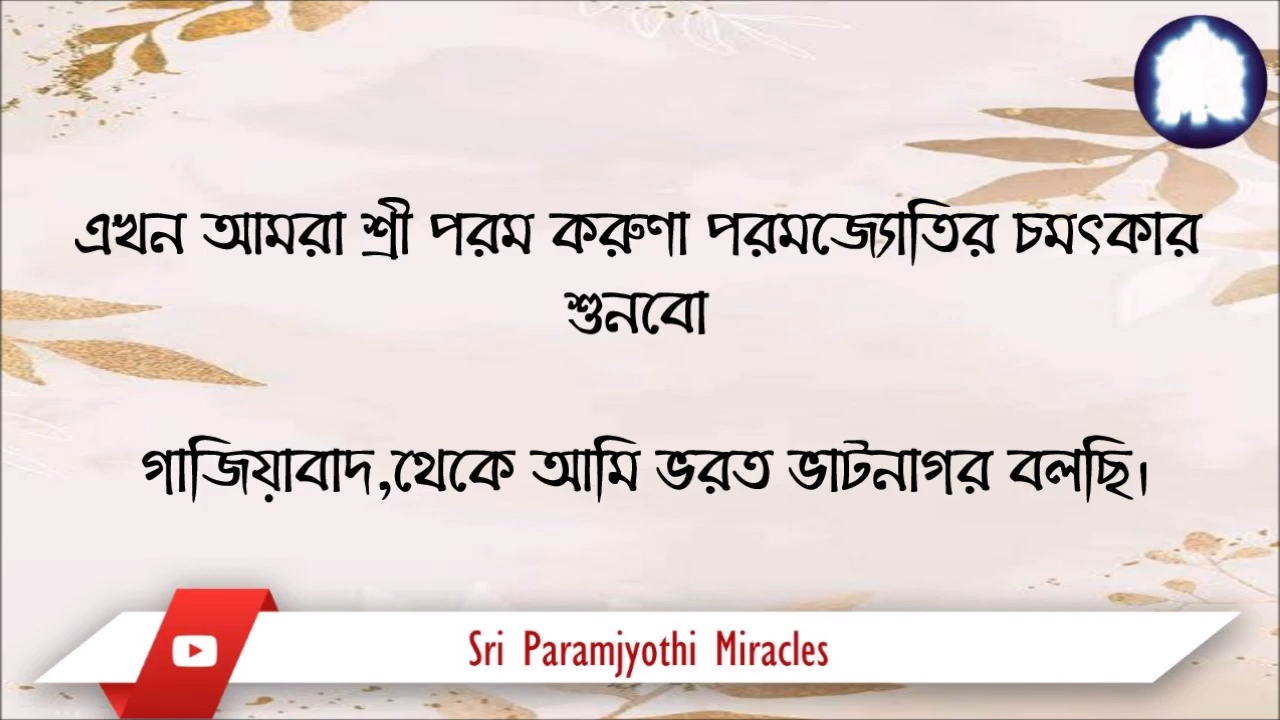 এখন আমরা শ্রী পরম করুণা পরমজ্যোতির চমৎকার
শুনবো
গাজিয়াবাদ,থেকে আমি ভরত ভাটনাগর বলছি।
Sri Paramjyothi Miracles